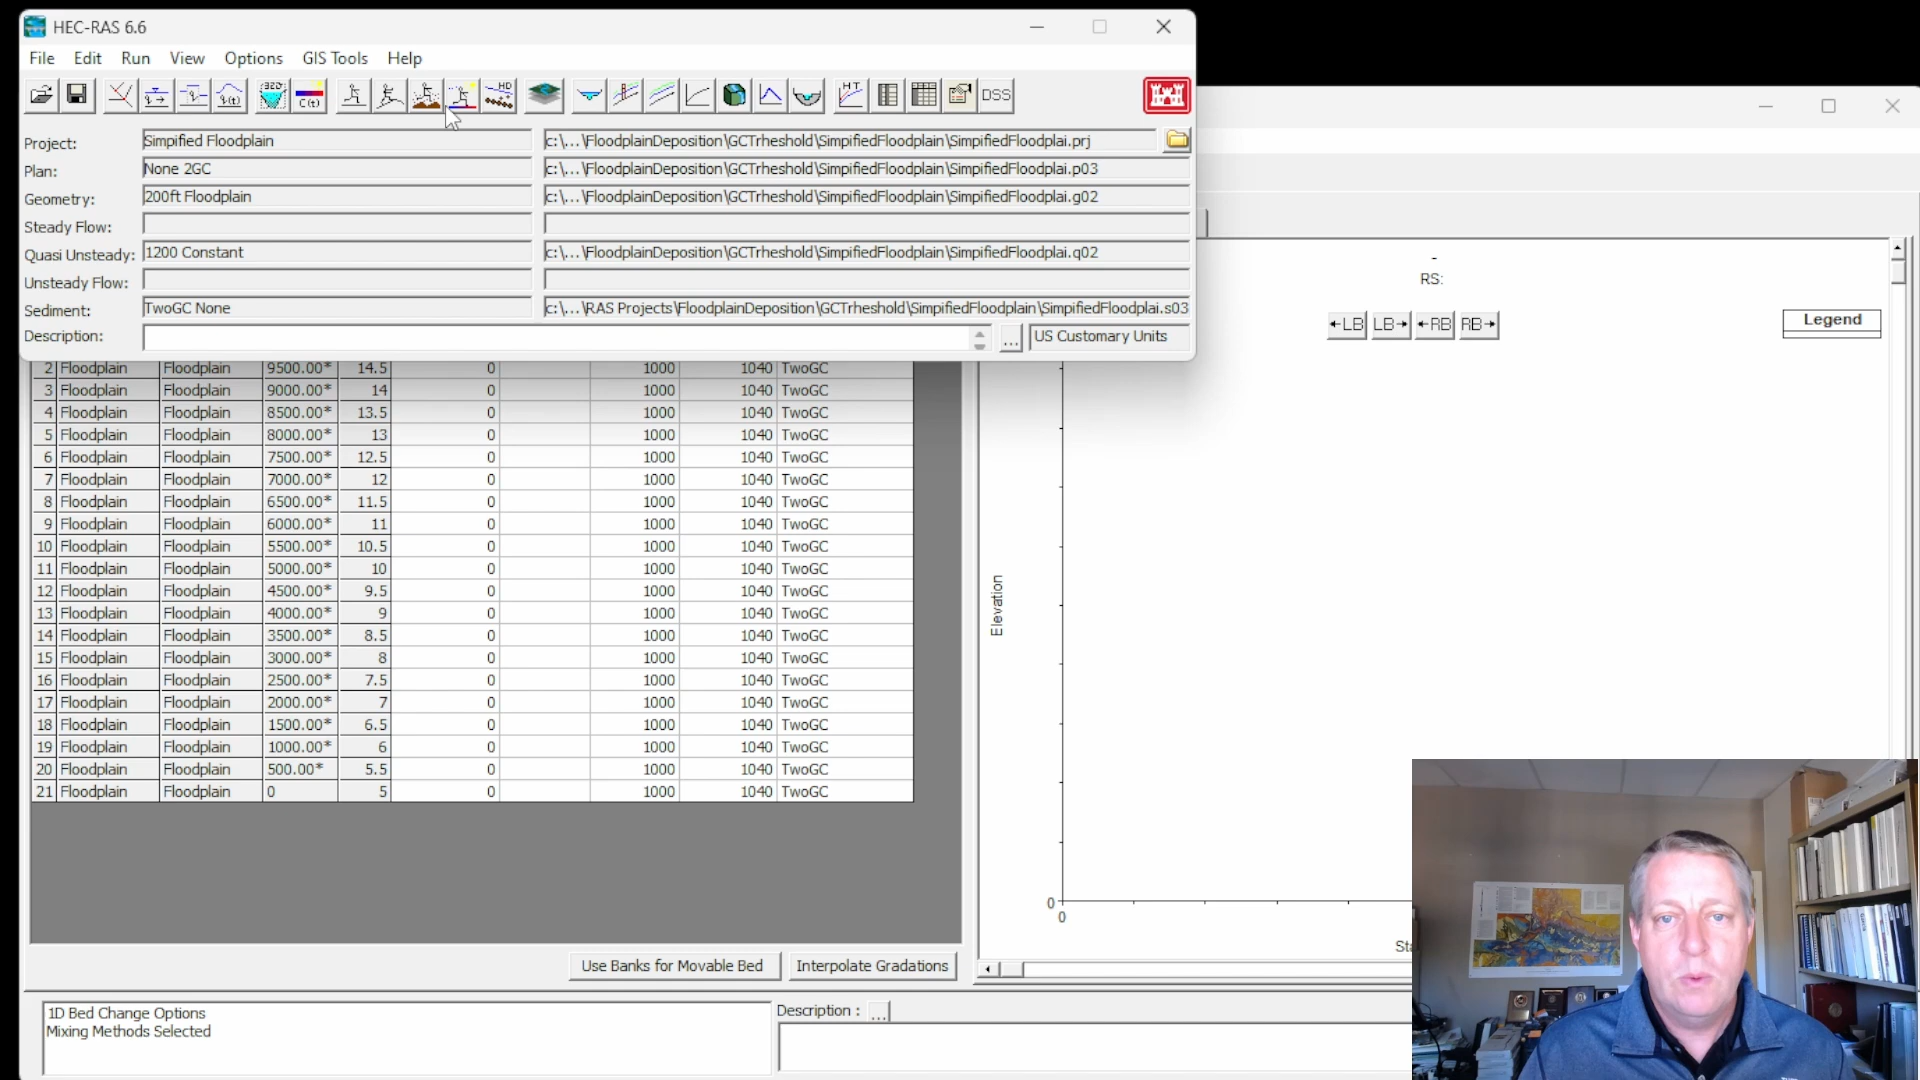 HEC-RAS 6.6
File Edit Run View Options GIS Tools Help
HD
H,T
DSS
Project: Simpified Floodplain c:\...\FloodplainDeposition\GCTrheshold\SimpifiedFloodplain\SimpifiedFloodplai.prj
Plan: None 2GC c:\...\FloodplainDeposition\GCTrheshold\SimpifiedFloodplain\SimpifiedFloodplai.p03
Geometry: 200ft Floodplain c:\...\FloodplainDeposition\GCTrheshold\SimpifiedFloodplain\SimpifiedFloodplai.g02
Steady Flow:
Quasi Unsteady: 1200 Constant c:\...\FloodplainDeposition\GCTrheshold\SimpifiedFloodplain\SimpifiedFloodplai.q02
Unsteady Flow:
Sediment: TwoGC None c:\...\RAS Projects\FloodplainDeposition\GCTrheshold\SimpifiedFloodplain\SimpifiedFloodplai.s03
Description: ... US Customary Units
2 Floodplain Floodplain 9500.00* 14.5 0 1000 1040 TwoGC
3 Floodplain Floodplain 9000.00* 14 0 1000 1040 TwoGC
4 Floodplain Floodplain 8500.00* 13.5 0 1000 1040 TwoGC
5 Floodplain Floodplain 8000.00* 13 0 1000 1040 TwoGC
6 Floodplain Floodplain 7500.00* 12.5 0 1000 1040 TwoGC
7 Floodplain Floodplain 7000.00* 12 0 1000 1040 TwoGC
8 Floodplain Floodplain 6500.00* 11.5 0 1000 1040 TwoGC
9 Floodplain Floodplain 6000.00* 11 0 1000 1040 TwoGC
10 Floodplain Floodplain 5500.00* 10.5 0 1000 1040 TwoGC
11 Floodplain Floodplain 5000.00* 10 0 1000 1040 TwoGC
12 Floodplain Floodplain 4500.00* 9.5 0 1000 1040 TwoGC
13 Floodplain Floodplain 4000.00* 9 0 1000 1040 TwoGC
14 Floodplain Floodplain 3500.00* 8.5 0 1000 1040 TwoGC
15 Floodplain Floodplain 3000.00* 8 0 1000 1040 TwoGC
16 Floodplain Floodplain 2500.00* 7.5 0 1000 1040 TwoGC
17 Floodplain Floodplain 2000.00* 7 0 1000 1040 TwoGC
18 Floodplain Floodplain 1500.00* 6.5 0 1000 1040 TwoGC
19 Floodplain Floodplain 1000.00* 6 0 1000 1040 TwoGC
20 Floodplain Floodplain 500.00* 5.5 0 1000 1040 TwoGC
21 Floodplain Floodplain 0 5 0 1000 1040 TwoGC
Use Banks for Movable Bed Interpolate Gradations
1D Bed Change Options
Mixing Methods Selected
Description : ...
-
RS:
←LB LB→ ←RB RB→
Legend
Elevation
0
0
Sta